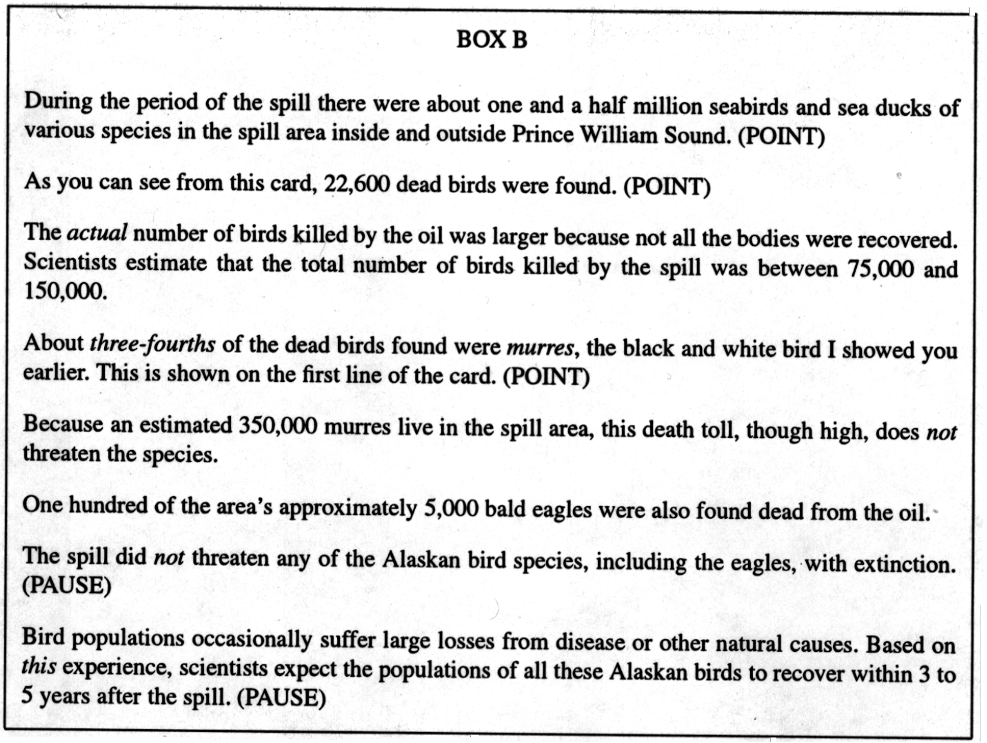 BOX B
During the period of the spill there were about one and a half million seabirds and sea ducks of
various species in the spill area inside and outside Prince William Sound. (POINT)
As you can see from this card, 22,600 dead birds were found. (POINT)
The actual number of birds killed by the oil was larger because not all the bodies were recovered.
Scientists estimate that the total number of birds killed by the spill was between 75,000 and
150,000.
About three-fourths of the dead birds found were murres, the black and white bird I showed you
earlier. This is shown on the first line of the card. (POINT)
Because an estimated 350,000 murres live in the spill area, this death toll, though high, does not
threaten the species.
One hundred of the area's approximately 5,000 bald eagles were also found dead from the oil.
The spill did not threaten any of the Alaskan bird species, including the eagles, with extinction.
(PAUSE)
Bird populations occasionally suffer large losses from disease or other natural causes. Based on
this experience, scientists expect the populations of all these Alaskan birds to recover within 3 to
5 years after the spill. (PAUSE)